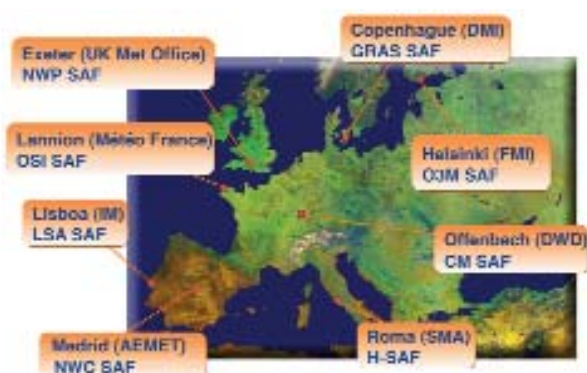 Copenhague (DMI)
GRAS SAF
Exeter (UK Met Office)
NWP SAF
Lannion (Météo France)
OSI SAF
Helsinki (FMI)
O3M SAF
Lisboa (IM)
LSA SAF
Offenbach (DWD)
CM SAF
Madrid (AEMET)
NWC SAF
Roma (SMA)
H-SAF